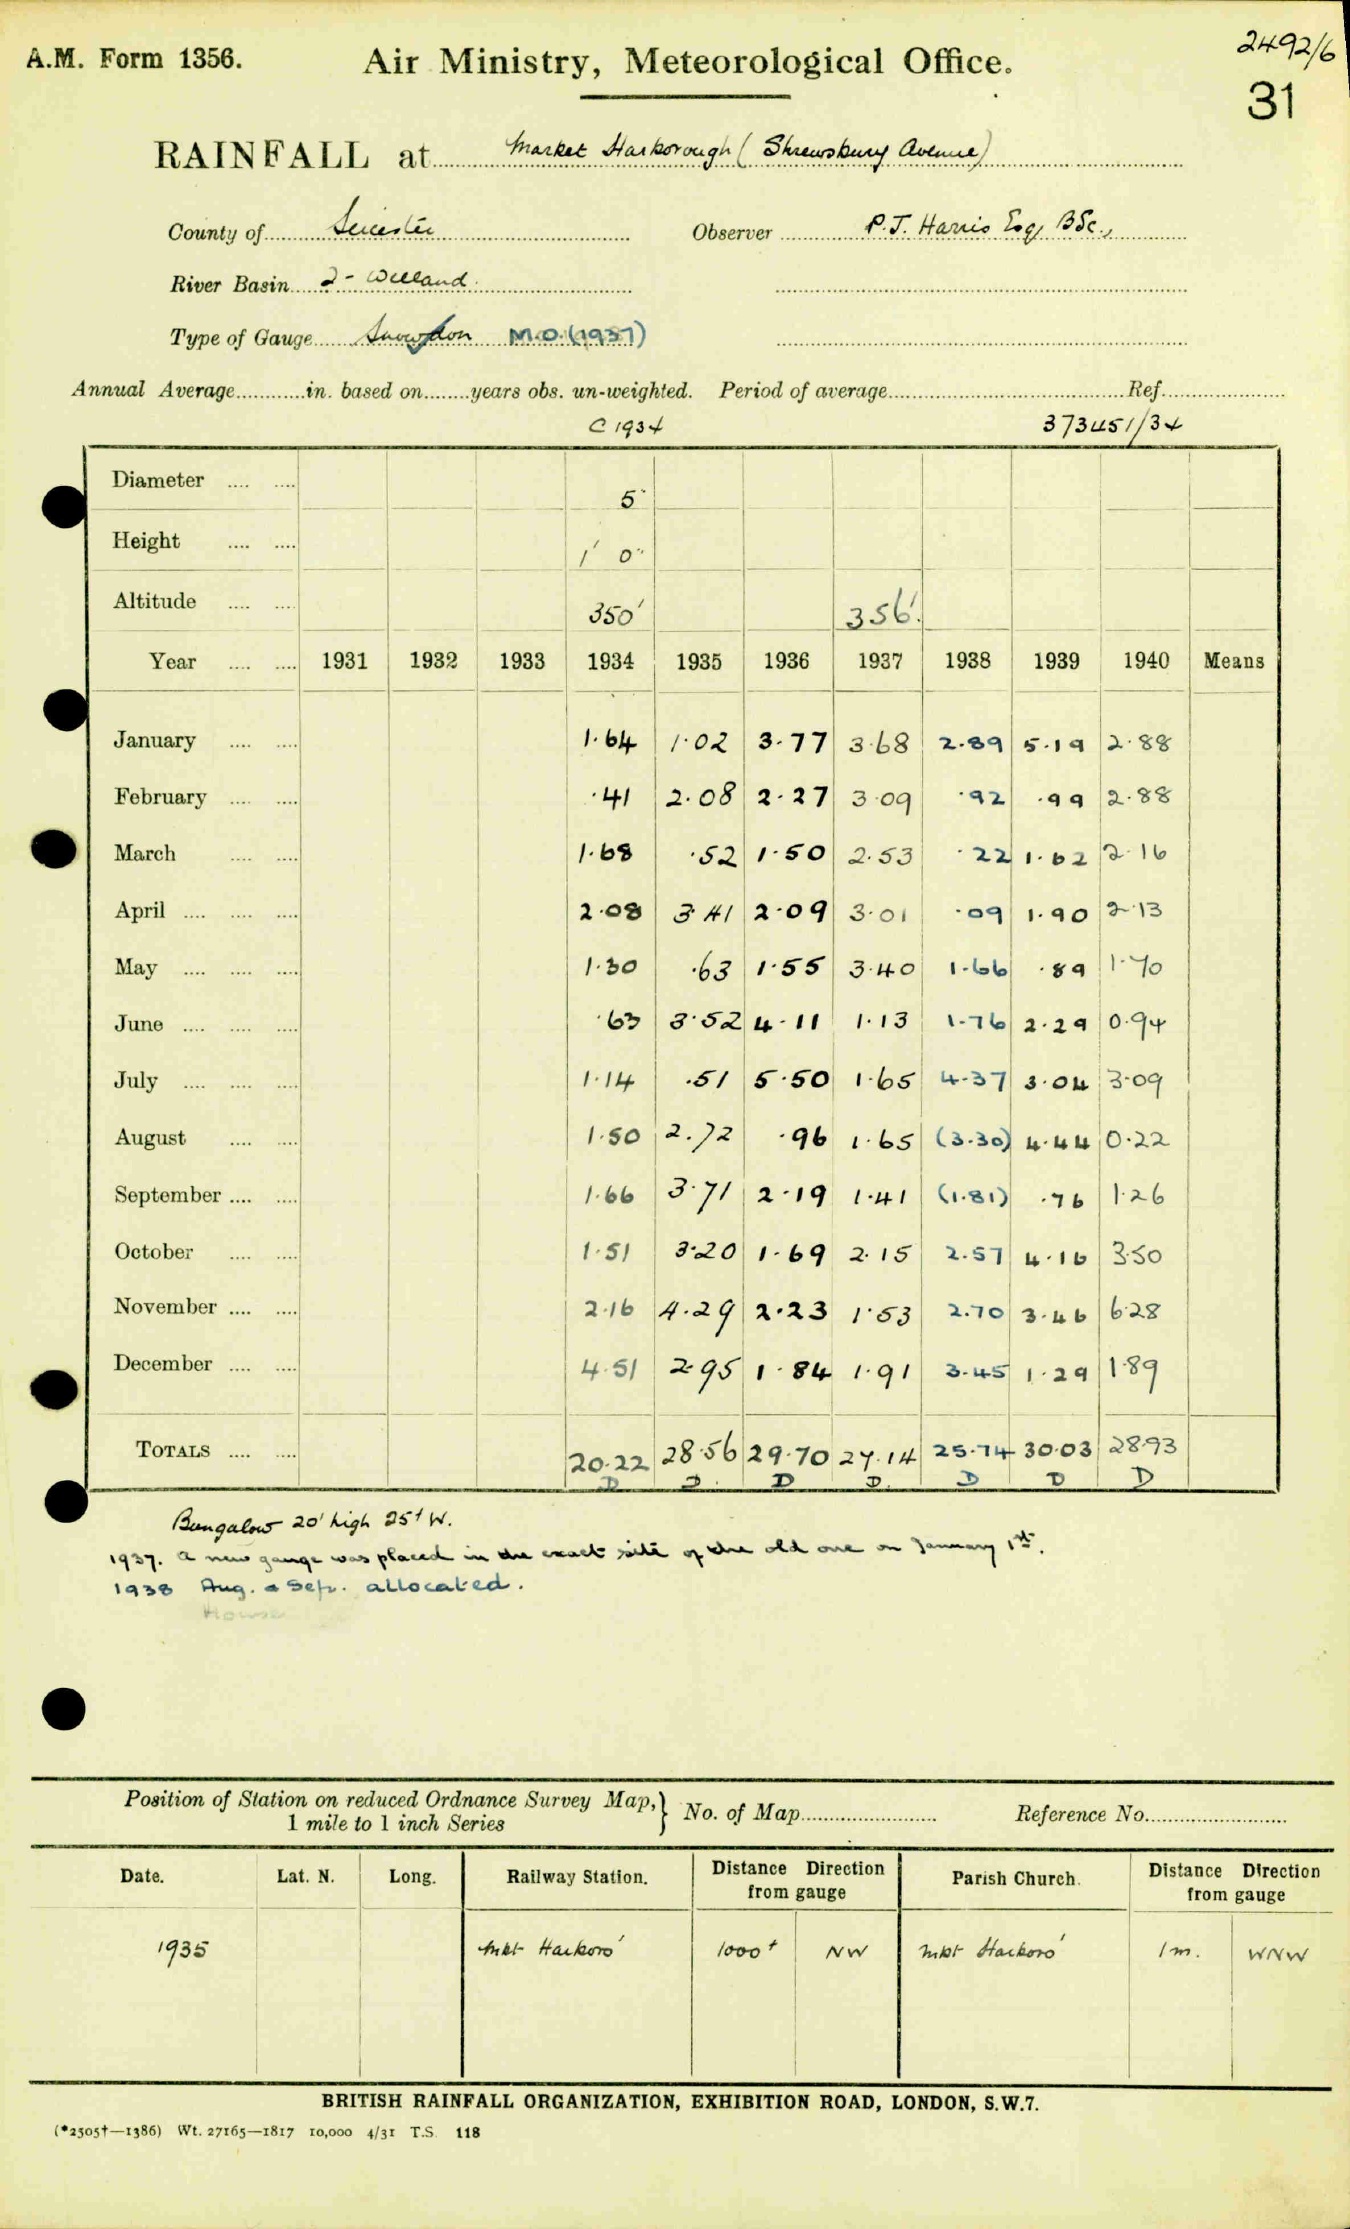 2492/6
A.M. Form 1356. Air Ministry, Meteorological Office.
31
RAINFALL at Market Harborough (Shrewsbury Avenue)
County of Leicester Observer P.J. Harris Esq, BSc.,
River Basin 2 - Welland.
Type of Gauge Snowdon M.O. (1937)
Annual Average in. based on years obs. un-weighted. Period of average Ref.
C 1934 373451/34
Diameter 5"
Height 1' 0"
Altitude 350' 356'.
Year 1931 1932 1933 1934 1935 1936 1937 1938 1939 1940 Means
January 1.64 1.02 3.77 3.68 2.89 5.19 2.88
February .41 2.08 2.27 3.09 .92 .99 2.88
March 1.68 .52 1.50 2.53 .22 1.62 2.16
April 2.08 3.41 2.09 3.01 .09 1.90 2.13
May 1.30 .63 1.55 3.40 1.66 .89 1.70
June .63 3.52 4.11 1.13 1.76 2.29 0.94
July 1.14 .51 5.50 1.65 4.37 3.04 3.09
August 1.50 2.72 .96 1.65 (3.30) 4.44 0.22
September 1.66 3.71 2.19 1.41 (1.81) .76 1.26
October 1.51 3.20 1.69 2.15 2.57 4.16 3.50
November 2.16 4.29 2.23 1.53 2.70 3.46 6.28
December 4.51 2.95 1.84 1.91 3.45 1.29 1.89
TOTALS 20.22 28.56 29.70 27.14 25.74 30.03 28.93
D D D D D D D
Bungalow 20' high 25' W.
1937. A new gauge was placed in the exact site of the old one on January 1st.
1938 Aug. & Sep. allocated.
House
Position of Station on reduced Ordnance Survey Map, } No. of Map Reference No.
1 mile to 1 inch Series
Date. Lat. N. Long. Railway Station. Distance Direction from gauge Parish Church. Distance Direction from gauge
1935 Mkt Harboro' 1000+ NW Mkt Harboro' 1m. WNW
BRITISH RAINFALL ORGANIZATION, EXHIBITION ROAD, LONDON, S.W.7.
(*2505†—1386) Wt. 27165—1817 10,000 4/31 T.S. 118